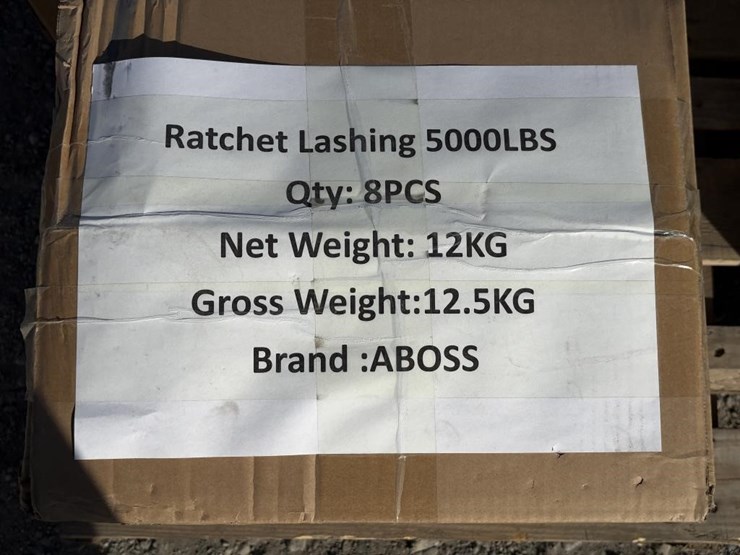 Ratchet Lashing 5000LBS
Qty: 8PCS
Net Weight: 12KG
Gross Weight:12.5KG
Brand :ABOSS